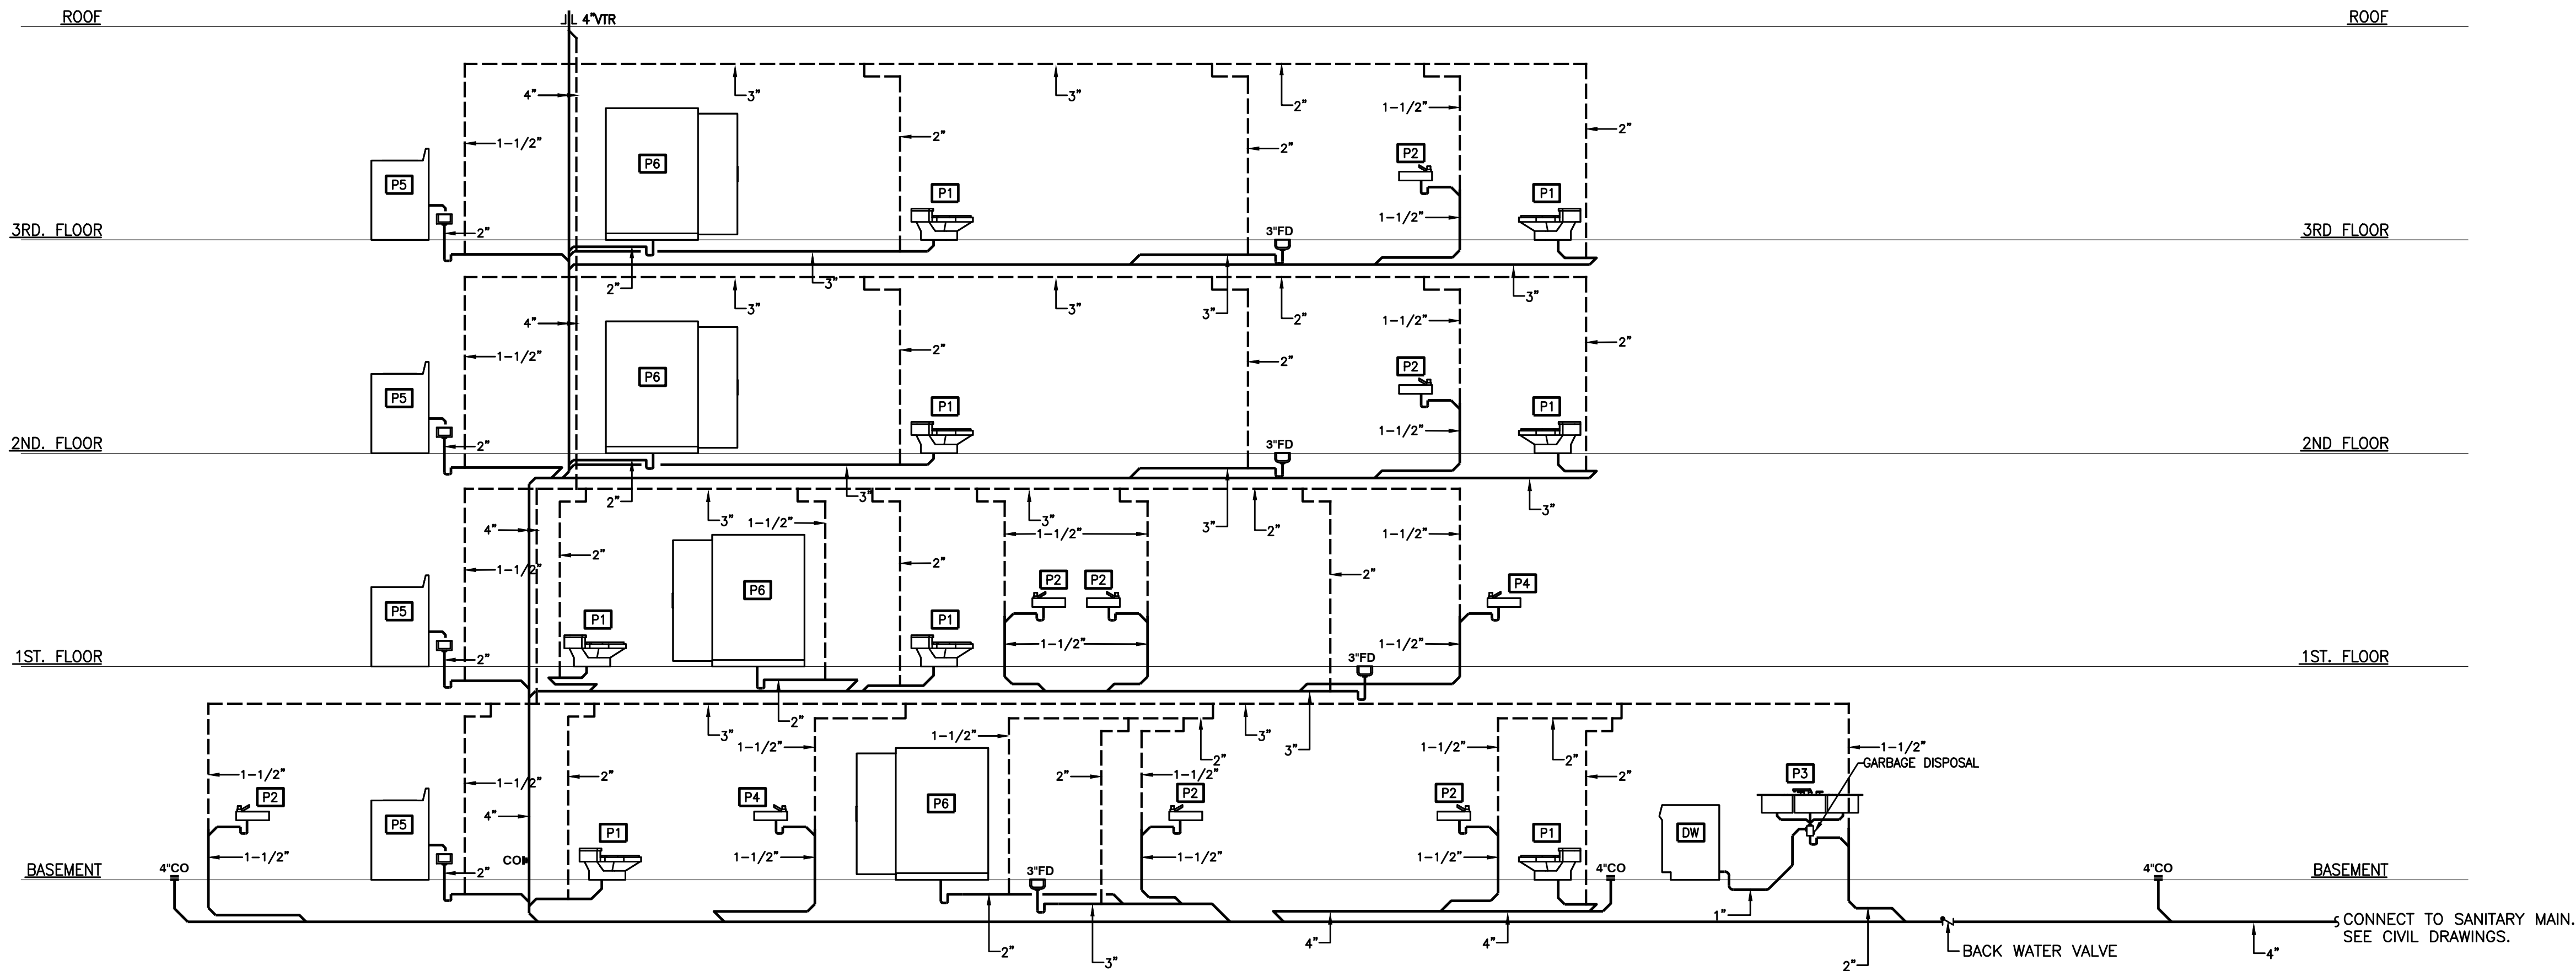 ROOF
4"VTR
ROOF
4"
3"
3"
2"
1-1/2"
2"
1-1/2"
2"
2"
P5
P6
P1
P2
P1
3RD. FLOOR
2"
3"FD
1-1/2"
3RD FLOOR
2"
3"
3"
3"
4"
3"
3"
2"
1-1/2"
2"
1-1/2"
2"
2"
P5
P6
P1
P2
P1
2ND. FLOOR
2"
3"FD
1-1/2"
2ND FLOOR
2"
3"
3"
3"
4"
3"
1-1/2"
3"
1-1/2"
2"
1-1/2"
1-1/2"
2"
2"
2"
P5
P1
P6
P1
P2
P2
P4
1ST. FLOOR
2"
1-1/2"
3"FD
1-1/2"
1ST. FLOOR
2"
3"
3"
1-1/2"
1-1/2"
2"
3"
1-1/2"
2"
1-1/2"
1-1/2"
1-1/2"
2"
2"
1-1/2"
2"
GARBAGE DISPOSAL
P2
P5
4"
P1
P4
P6
P2
P2
P1
DW
P3
BASEMENT
4"CO
1-1/2"
2"
CO
1-1/2"
3"FD
1-1/2"
1-1/2"
4"CO
4"CO
BASEMENT
2"
3"
4"
4"
1"
2"
BACK WATER VALVE
4"
CONNECT TO SANITARY MAIN.
SEE CIVIL DRAWINGS.